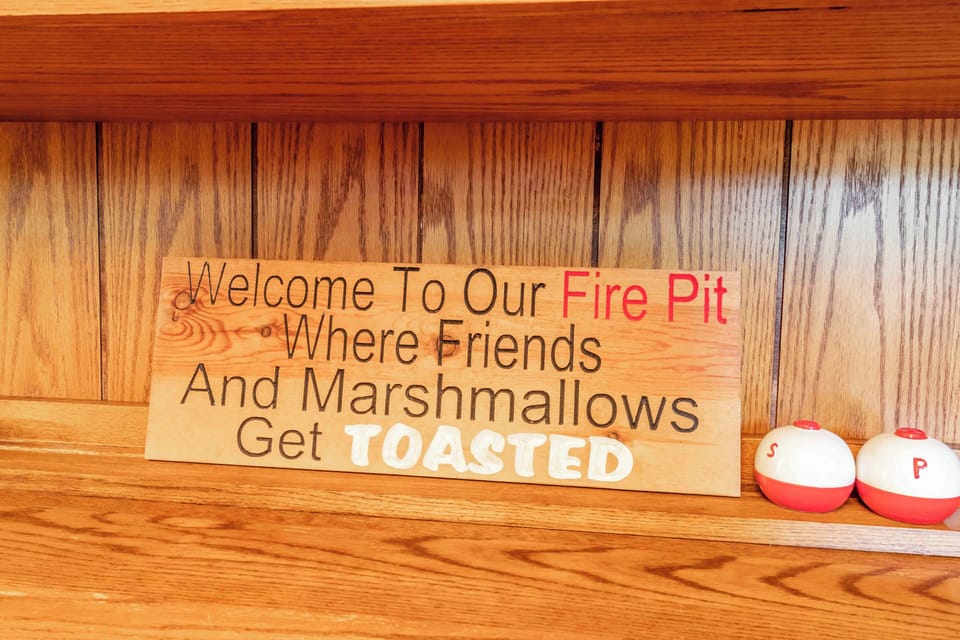 Welcome To Our Fire Pit
Where Friends
And Marshmallows
Get TOASTED
S
P